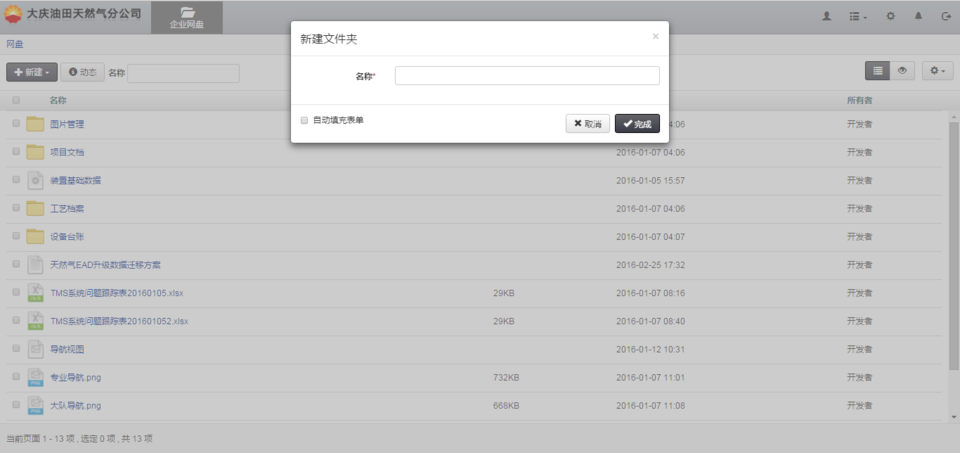 大庆油田天然气分公司
企业网盘
网盘
新建文件夹
×
名称*
自动填充表单
取消 完成
新建 动态 名称
名称 所有者
图片管理 4:06 开发者
项目文档 2016-01-07 04:06 开发者
装置基础数据 2016-01-05 15:57 开发者
工艺档案 2016-01-07 04:06 开发者
设备台账 2016-01-07 04:07 开发者
天然气EAD升级数据迁移方案 2016-02-25 17:32 开发者
TMS系统问题跟踪表20160105.xlsx 29KB 2016-01-07 08:16 开发者
TMS系统问题跟踪表201601052.xlsx 29KB 2016-01-07 08:40 开发者
导航视图 2016-01-12 10:31 开发者
专业导航.png 732KB 2016-01-07 11:01 开发者
大队导航.png 668KB 2016-01-07 11:08 开发者
当前页面 1 - 13 项 , 选定 0 项 , 共 13 项